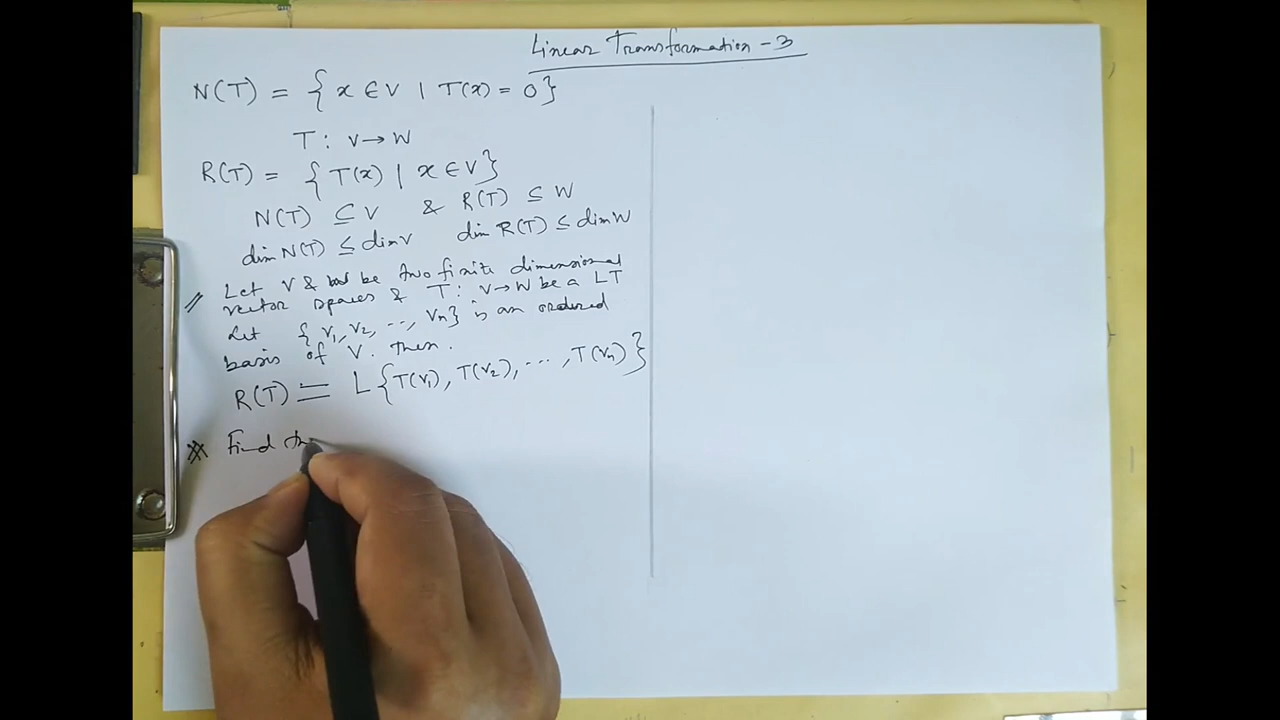 Linear Transformation - 3
N(T) = { x ∈ V | T(x) = 0 }
T : V → W
R(T) = { T(x) | x ∈ V }
N(T) ⊆ V & R(T) ⊆ W
dim N(T) ≤ dim V dim R(T) ≤ dim W
// Let V & W be two finite dimensional
vector spaces & T : V → W be a LT
Let { v₁, v₂, ..., vₙ } is an ordered
basis of V. then.
R(T) = L { T(v₁), T(v₂), ..., T(vₙ) }
Find